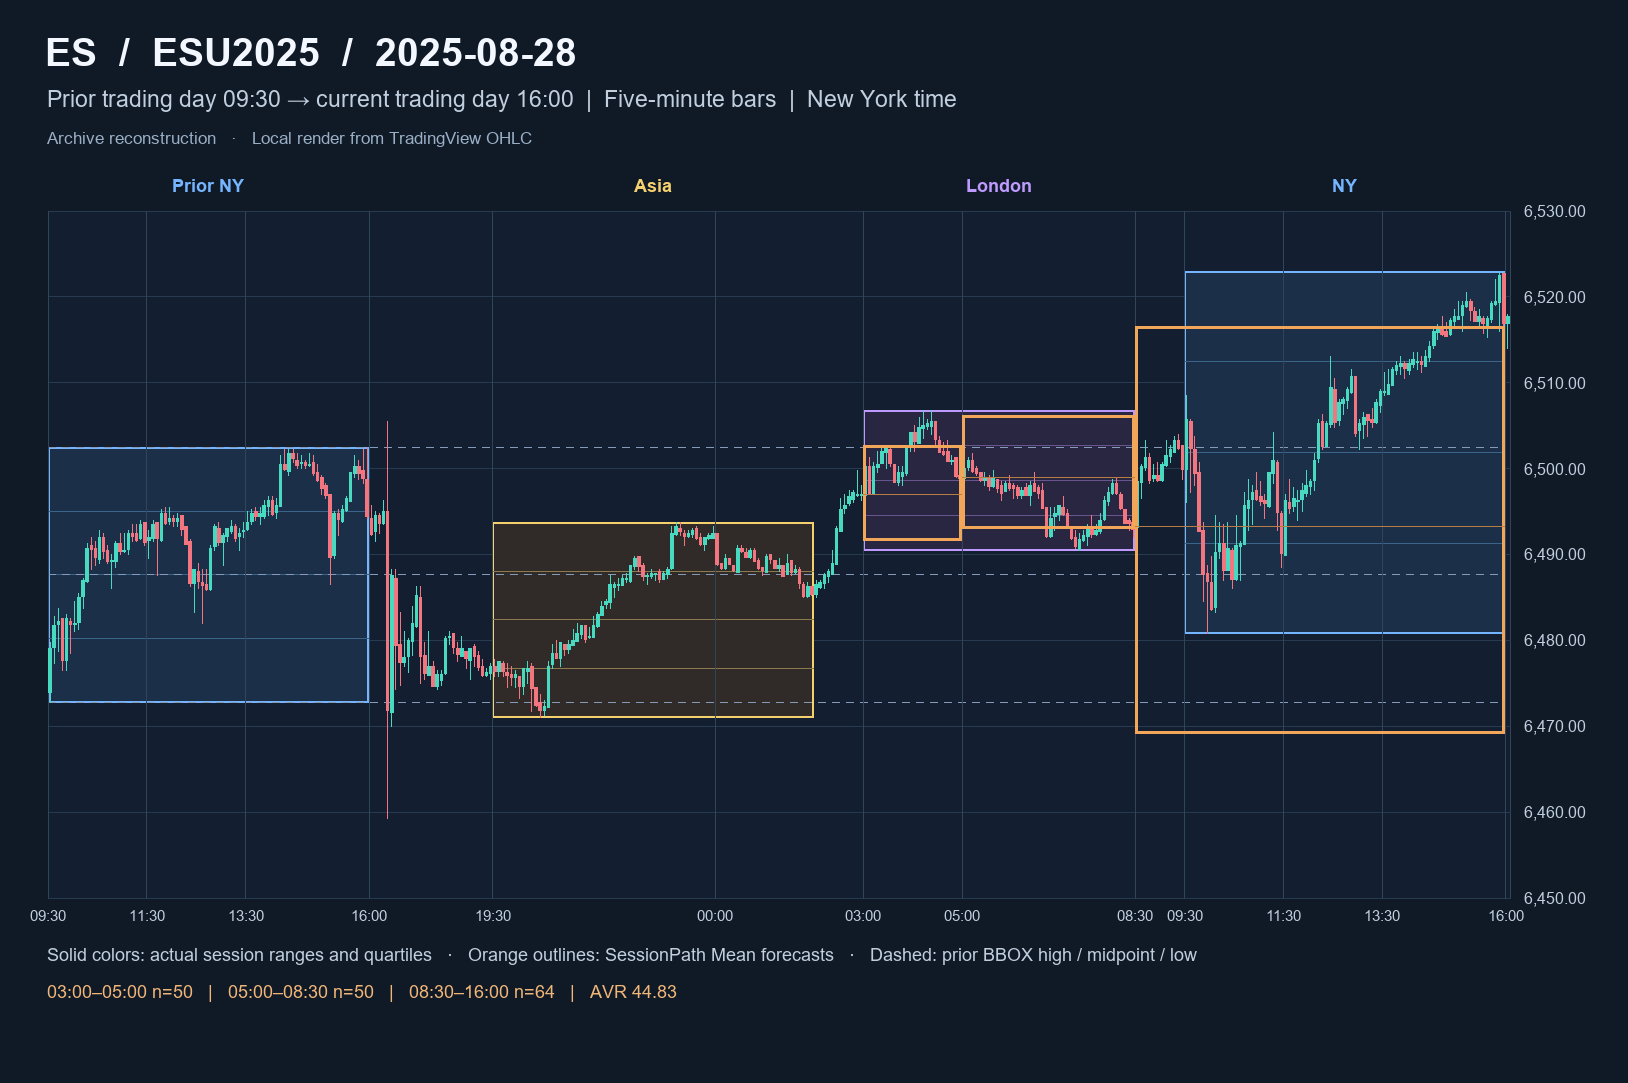 ES / ESU2025 / 2025-08-28
Prior trading day 09:30 → current trading day 16:00 | Five-minute bars | New York time
Archive reconstruction · Local render from TradingView OHLC
Prior NY Asia London NY
6,530.00
6,520.00
6,510.00
6,500.00
6,490.00
6,480.00
6,470.00
6,460.00
6,450.00
09:30 11:30 13:30 16:00 19:30 00:00 03:00 05:00 08:30 09:30 11:30 13:30 16:00
Solid colors: actual session ranges and quartiles · Orange outlines: SessionPath Mean forecasts · Dashed: prior BBOX high / midpoint / low
03:00–05:00 n=50 | 05:00–08:30 n=50 | 08:30–16:00 n=64 | AVR 44.83